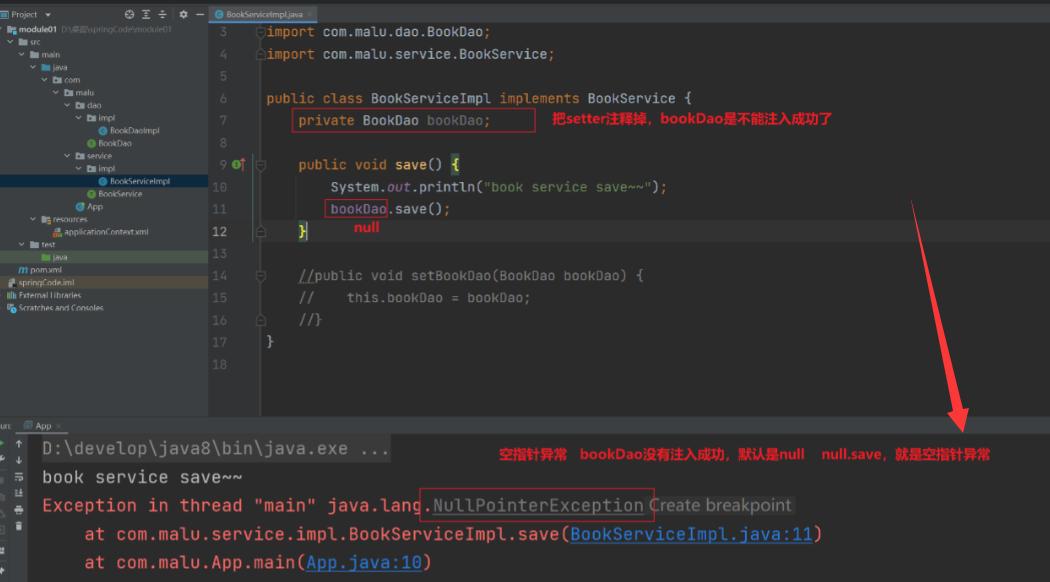 Project
BookServiceImpl.java
module01 D:\桌面\springCode\module01
src
main
java
com
malu
dao
impl
BookDaoImpl
BookDao
service
impl
BookServiceImpl
BookService
App
resources
applicationContext.xml
test
java
pom.xml
springCode.iml
External Libraries
Scratches and Consoles
3 import com.malu.dao.BookDao;
4 import com.malu.service.BookService;
5
6 public class BookServiceImpl implements BookService {
7 private BookDao bookDao; 把setter注释掉，bookDao是不能注入成功了
8
9 public void save() {
10 System.out.println("book service save~~");
11 bookDao.save();
null
12 }
13
14 //public void setBookDao(BookDao bookDao) {
15 // this.bookDao = bookDao;
16 //}
17 }
18
un: App
D:\develop\java8\bin\java.exe ...
空指针异常 bookDao没有注入成功，默认是null null.save，就是空指针异常
book service save~~
Exception in thread "main" java.lang.NullPointerException Create breakpoint
at com.malu.service.impl.BookServiceImpl.save(BookServiceImpl.java:11)
at com.malu.App.main(App.java:10)